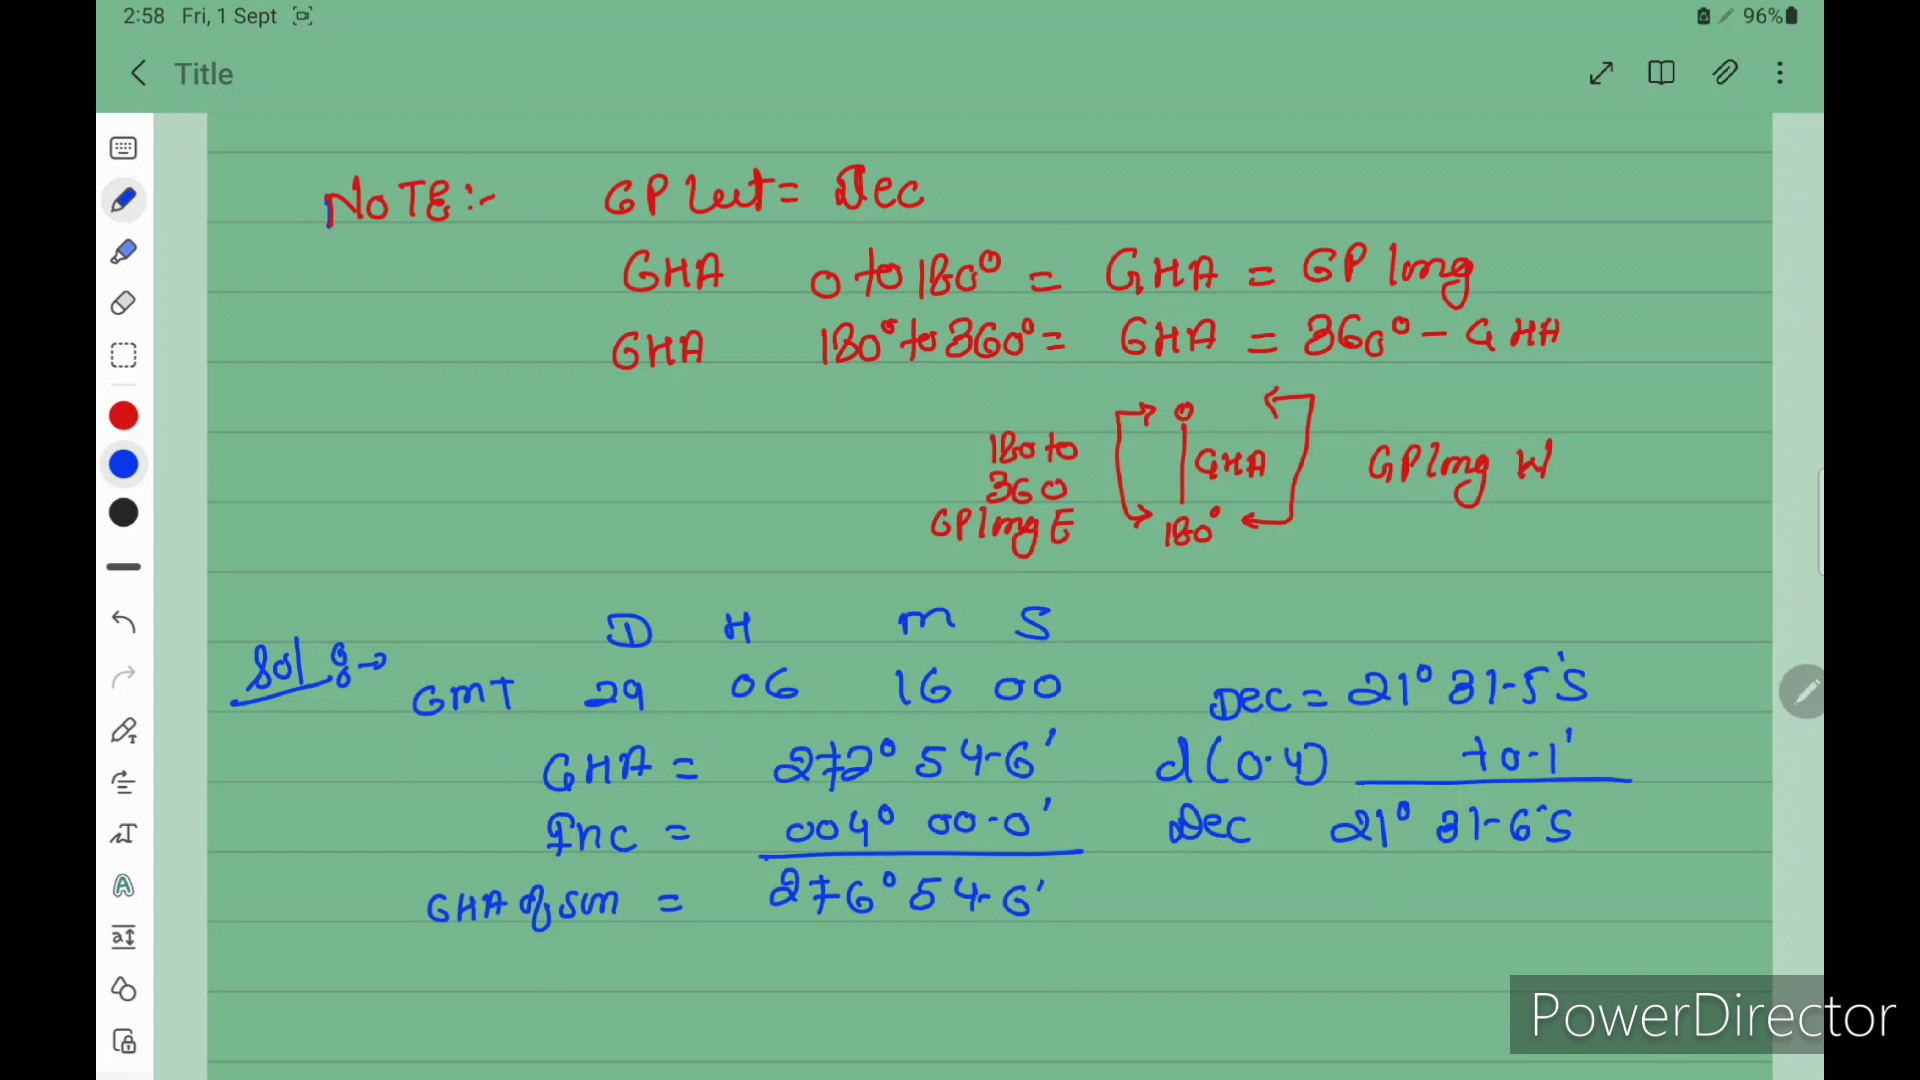 2:58 Fri, 1 Sept 96%
Title
NOTE:- GP Lat = Dec
GHA 0 to 180° = GHA = GP long
GHA 180° to 360° = GHA = 360° - GHA
180 to 360 GP long E
0 GHA 180°
GP long W
D H m S
Sol :→ GMT 29 06 16 00 Dec = 21° 31-5'S
GHA = 272° 54-6' d(0.4) +0-1'
Inc = 004° 00-0' Dec 21° 31-6'S
GHA of sun = 276° 54-6'
PowerDirector